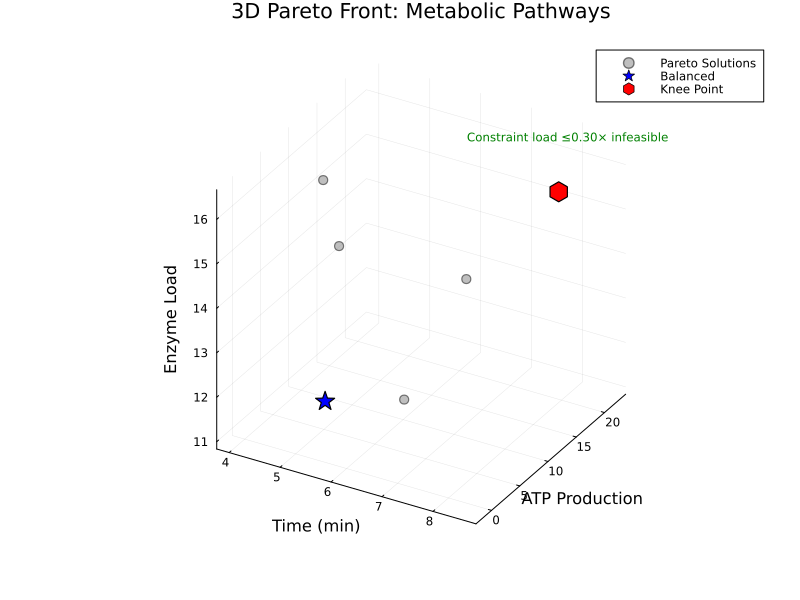 3D Pareto Front: Metabolic Pathways
Pareto Solutions
Balanced
Knee Point
Constraint load ≤0.30× infeasible
Enzyme Load
16
15
14
13
12
11
4
5
6
7
8
Time (min)
0
5
10
15
20
ATP Production